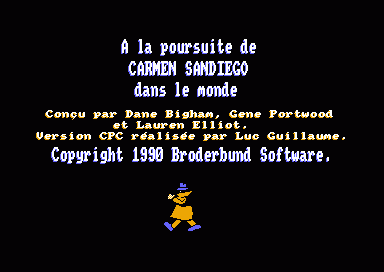 A la poursuite de
CARMEN SANDIEGO
dans le monde
Conçu par Dane Bigham, Gene Portwood
et Lauren Elliot.
Version CPC réalisée par Luc Guillaume.
Copyright 1990 Broderbund Software.